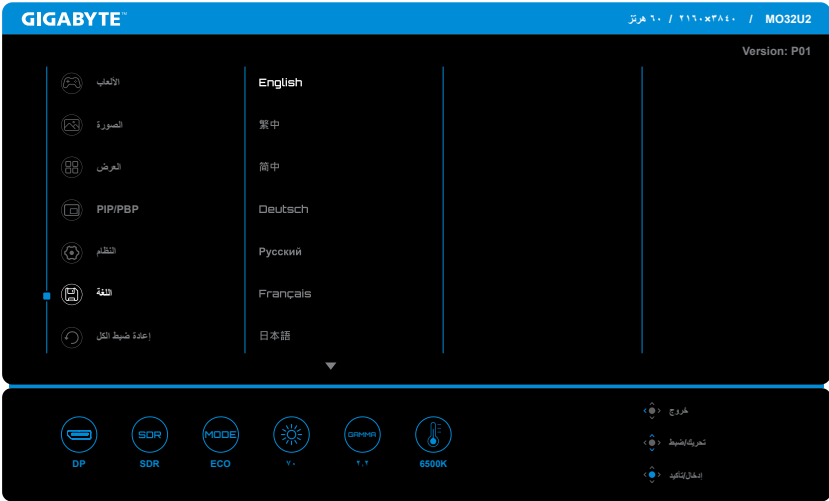 GIGABYTE™
MO32U2 / ٣٨٤٠×٢١٦٠ / ٦٠ هرتز
Version: P01
الألعاب
الصورة
العرض
PIP/PBP
النظام
اللغة
إعادة ضبط الكل
English
繁中
简中
Deutsch
Русский
Français
日本語
DP
SDR
SDR
MODE
ECO
٧٠
GAMMA
٢.٢
6500K
خروج
تحريك/ضبط
إدخال/تأكيد